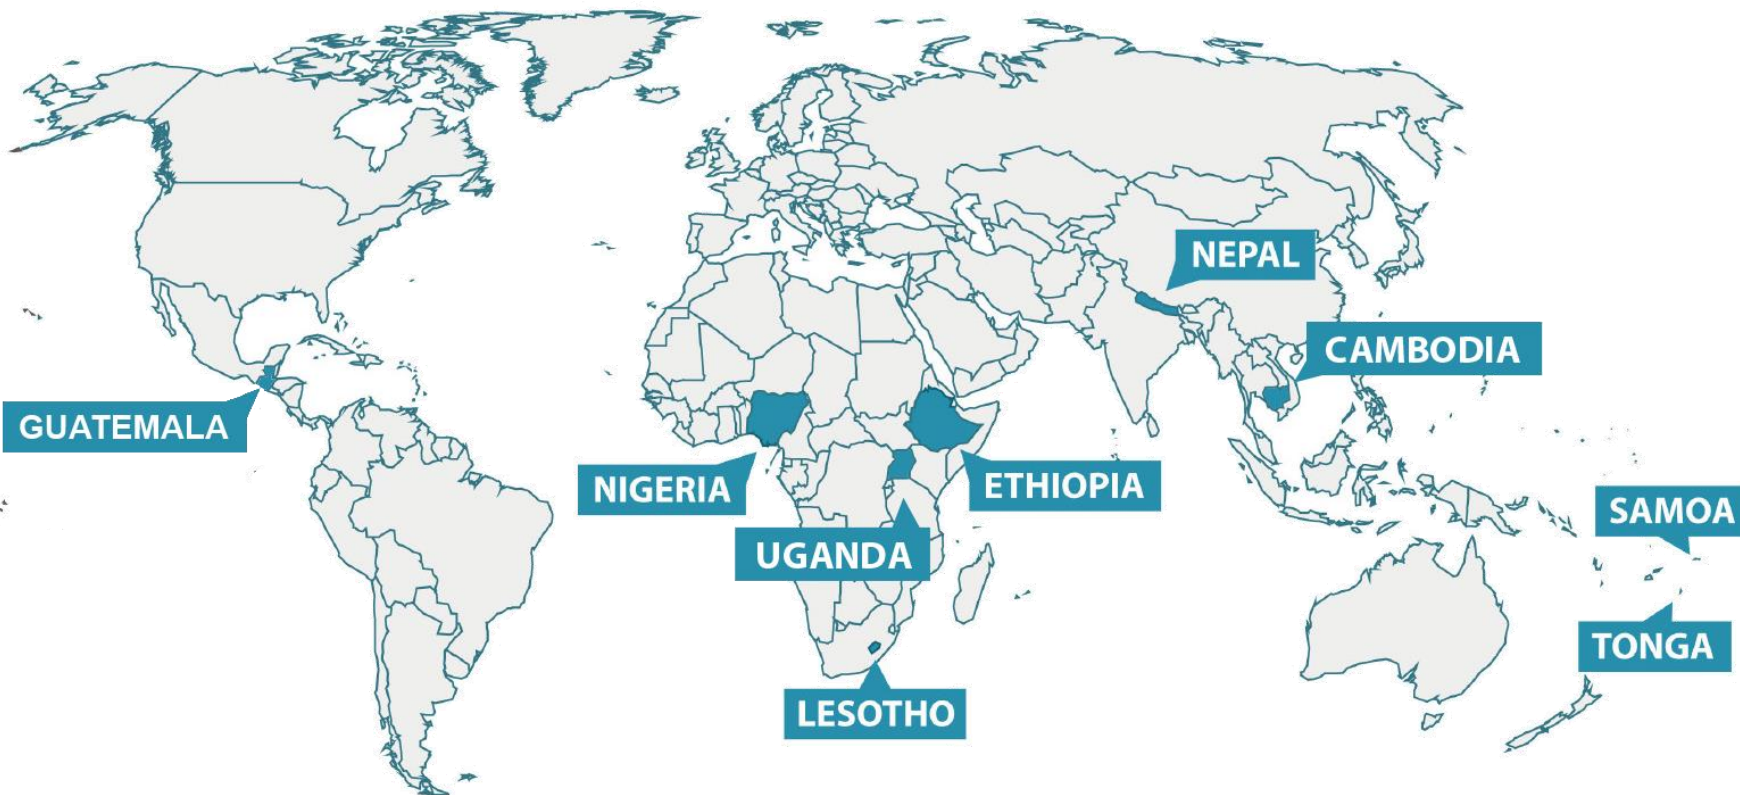 NEPAL
CAMBODIA
GUATEMALA
NIGERIA
ETHIOPIA
SAMOA
UGANDA
TONGA
LESOTHO